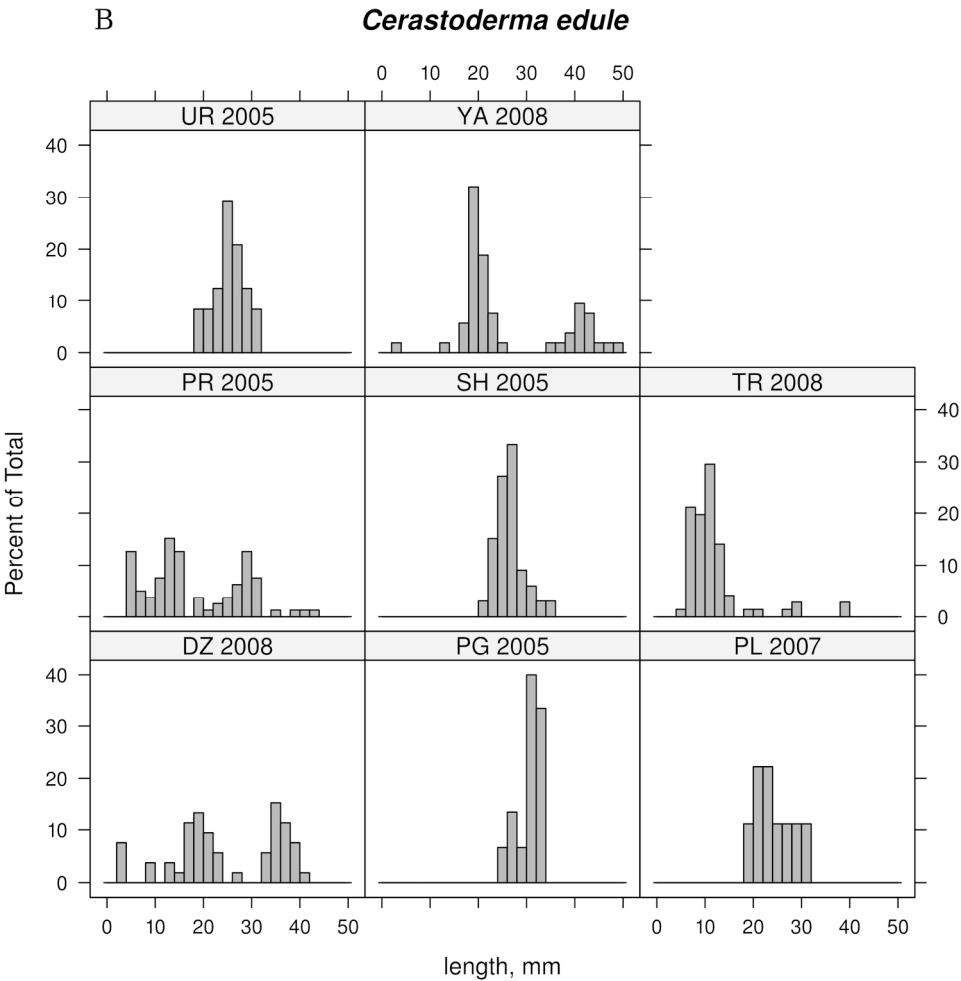 B
Cerastoderma edule
0 10 20 30 40 50
UR 2005 YA 2008
40
30
20
10
0
PR 2005 SH 2005 TR 2008
40
30
20
10
0
Percent of Total
DZ 2008 PG 2005 PL 2007
40
30
20
10
0
0 10 20 30 40 50 0 10 20 30 40 50
length, mm